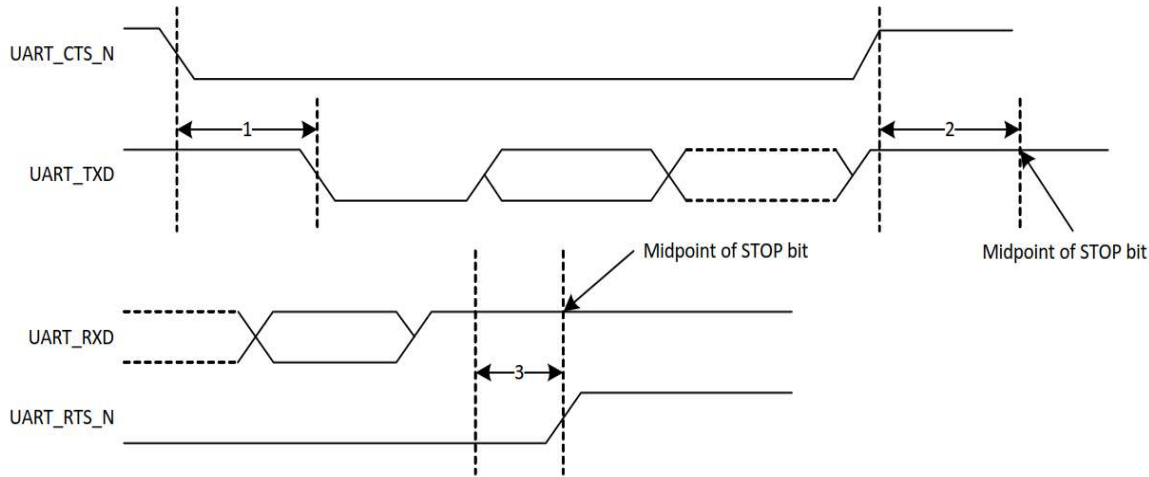 UART_CTS_N
1
2
UART_TXD
Midpoint of STOP bit
Midpoint of STOP bit
UART_RXD
3
UART_RTS_N